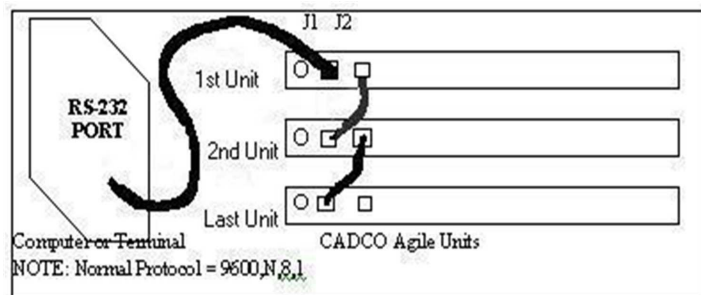 J1 J2
1st Unit
RS-232
PORT
2nd Unit
Last Unit
Computer or Terminal
CADCO Agile Units
NOTE: Normal Protocol = 9600,N,8,1